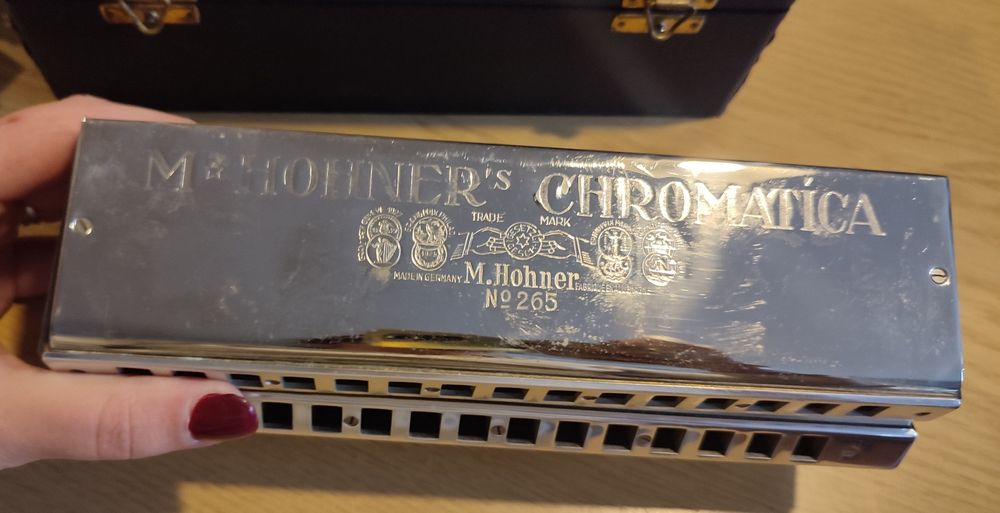 M. HOHNER's CHROMATICA
TRADE MARK
MADE IN GERMANY M. Hohner
No 265